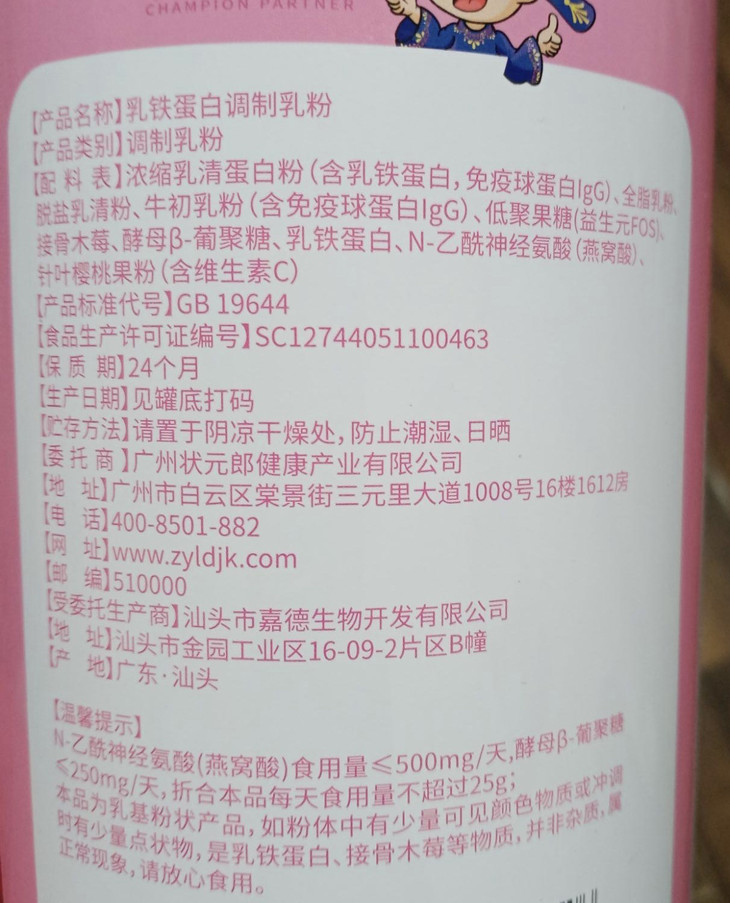 CHAMPION PARTNER
【产品名称】乳铁蛋白调制乳粉
【产品类别】调制乳粉
【配 料 表】浓缩乳清蛋白粉(含乳铁蛋白,免疫球蛋白IgG)、全脂乳粉、
脱盐乳清粉、牛初乳粉(含免疫球蛋白IgG)、低聚果糖(益生元FOS)、
接骨木莓、酵母β-葡聚糖、乳铁蛋白、N-乙酰神经氨酸(燕窝酸)、
针叶樱桃果粉(含维生素C)
【产品标准代号】GB 19644
【食品生产许可证编号】SC12744051100463
【保 质 期】24个月
【生产日期】见罐底打码
【贮存方法】请置于阴凉干燥处,防止潮湿、日晒
【委 托 商】广州状元郎健康产业有限公司
【地 址】广州市白云区棠景街三元里大道1008号16楼1612房
【电 话】400-8501-882
【网 址】www.zyldjk.com
【邮 编】510000
【受委托生产商】汕头市嘉德生物开发有限公司
【地 址】汕头市金园工业区16-09-2片区B幢
【产 地】广东·汕头
【温馨提示】
N-乙酰神经氨酸(燕窝酸)食用量≤500mg/天,酵母β-葡聚糖
≤250mg/天,折合本品每天食用量不超过25g;
本品为乳基粉状产品,如粉体中有少量可见颜色物质或冲调
时有少量点状物,是乳铁蛋白、接骨木莓等物质,并非杂质,属
正常现象,请放心食用。